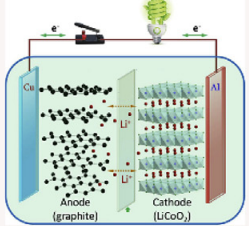 e⁻ e⁻
Cu Al
Li⁺
Li⁺
Anode Cathode
(graphite) (LiCoO₂)